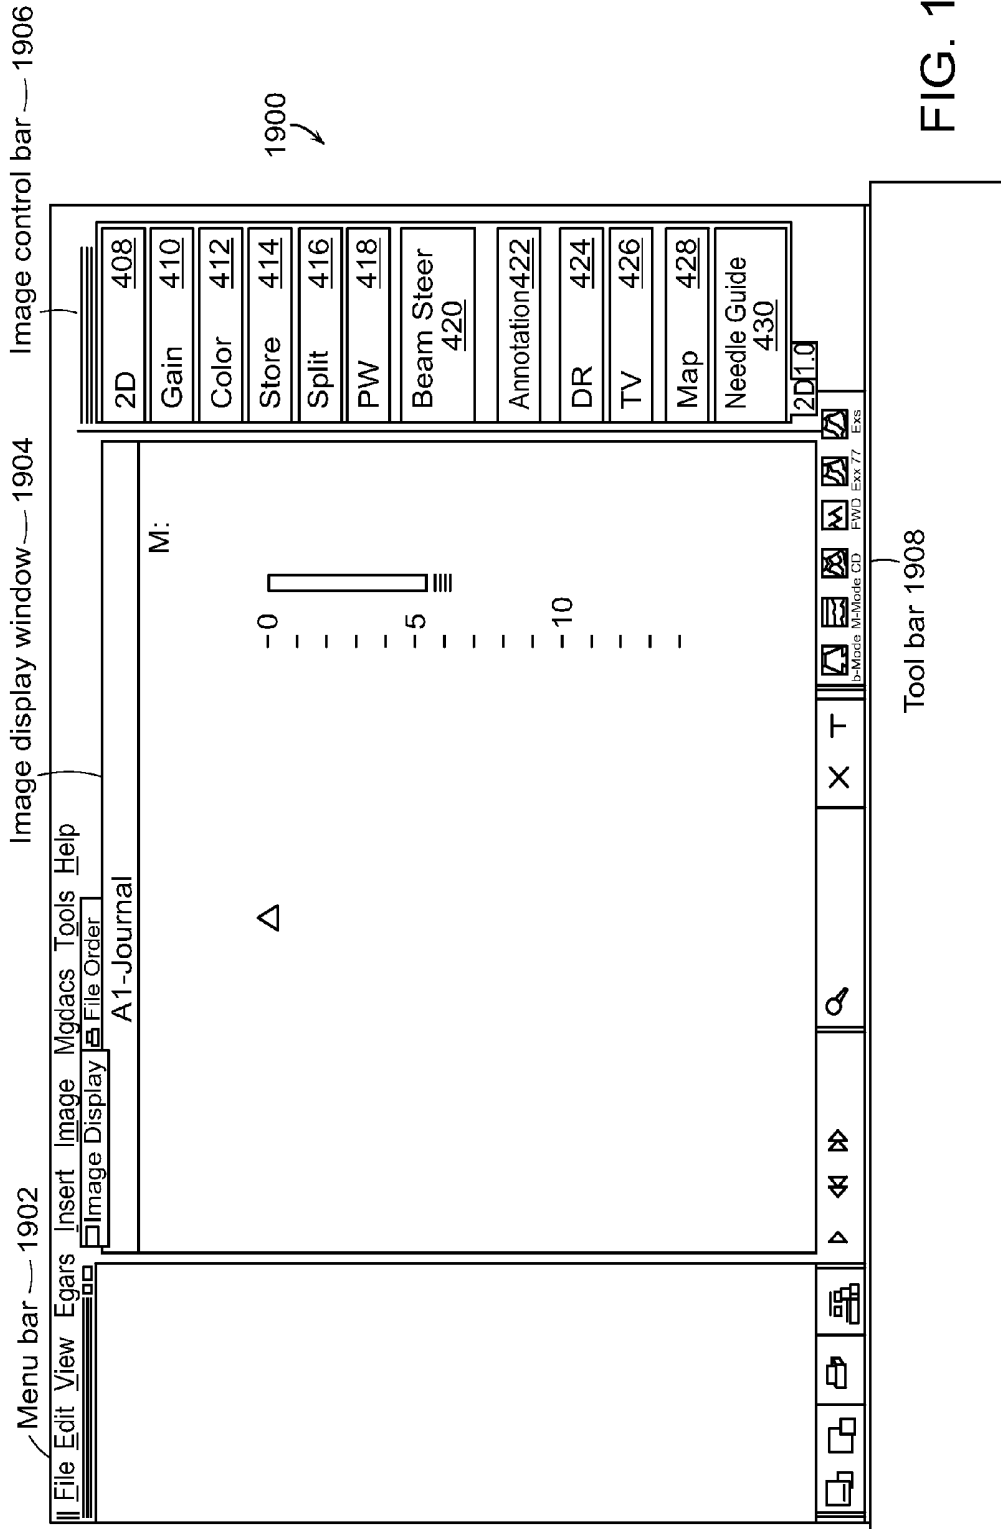 Menu bar — 1902
Image display window — 1904
Image control bar — 1906
File Edit View Egars Insert Image Mgdacs Tools Help
Image Display
File Order
A1-Journal
M:
0
5
10
1900
2D 408
Gain 410
Color 412
Store 414
Split 416
PW 418
Beam Steer
420
Annotation 422
DR 424
TV 426
Map 428
Needle Guide
430
2D 1.0
X T
b-Mode M-Mode CD FWD Exx 77 Exs
Tool bar 1908
FIG. 1